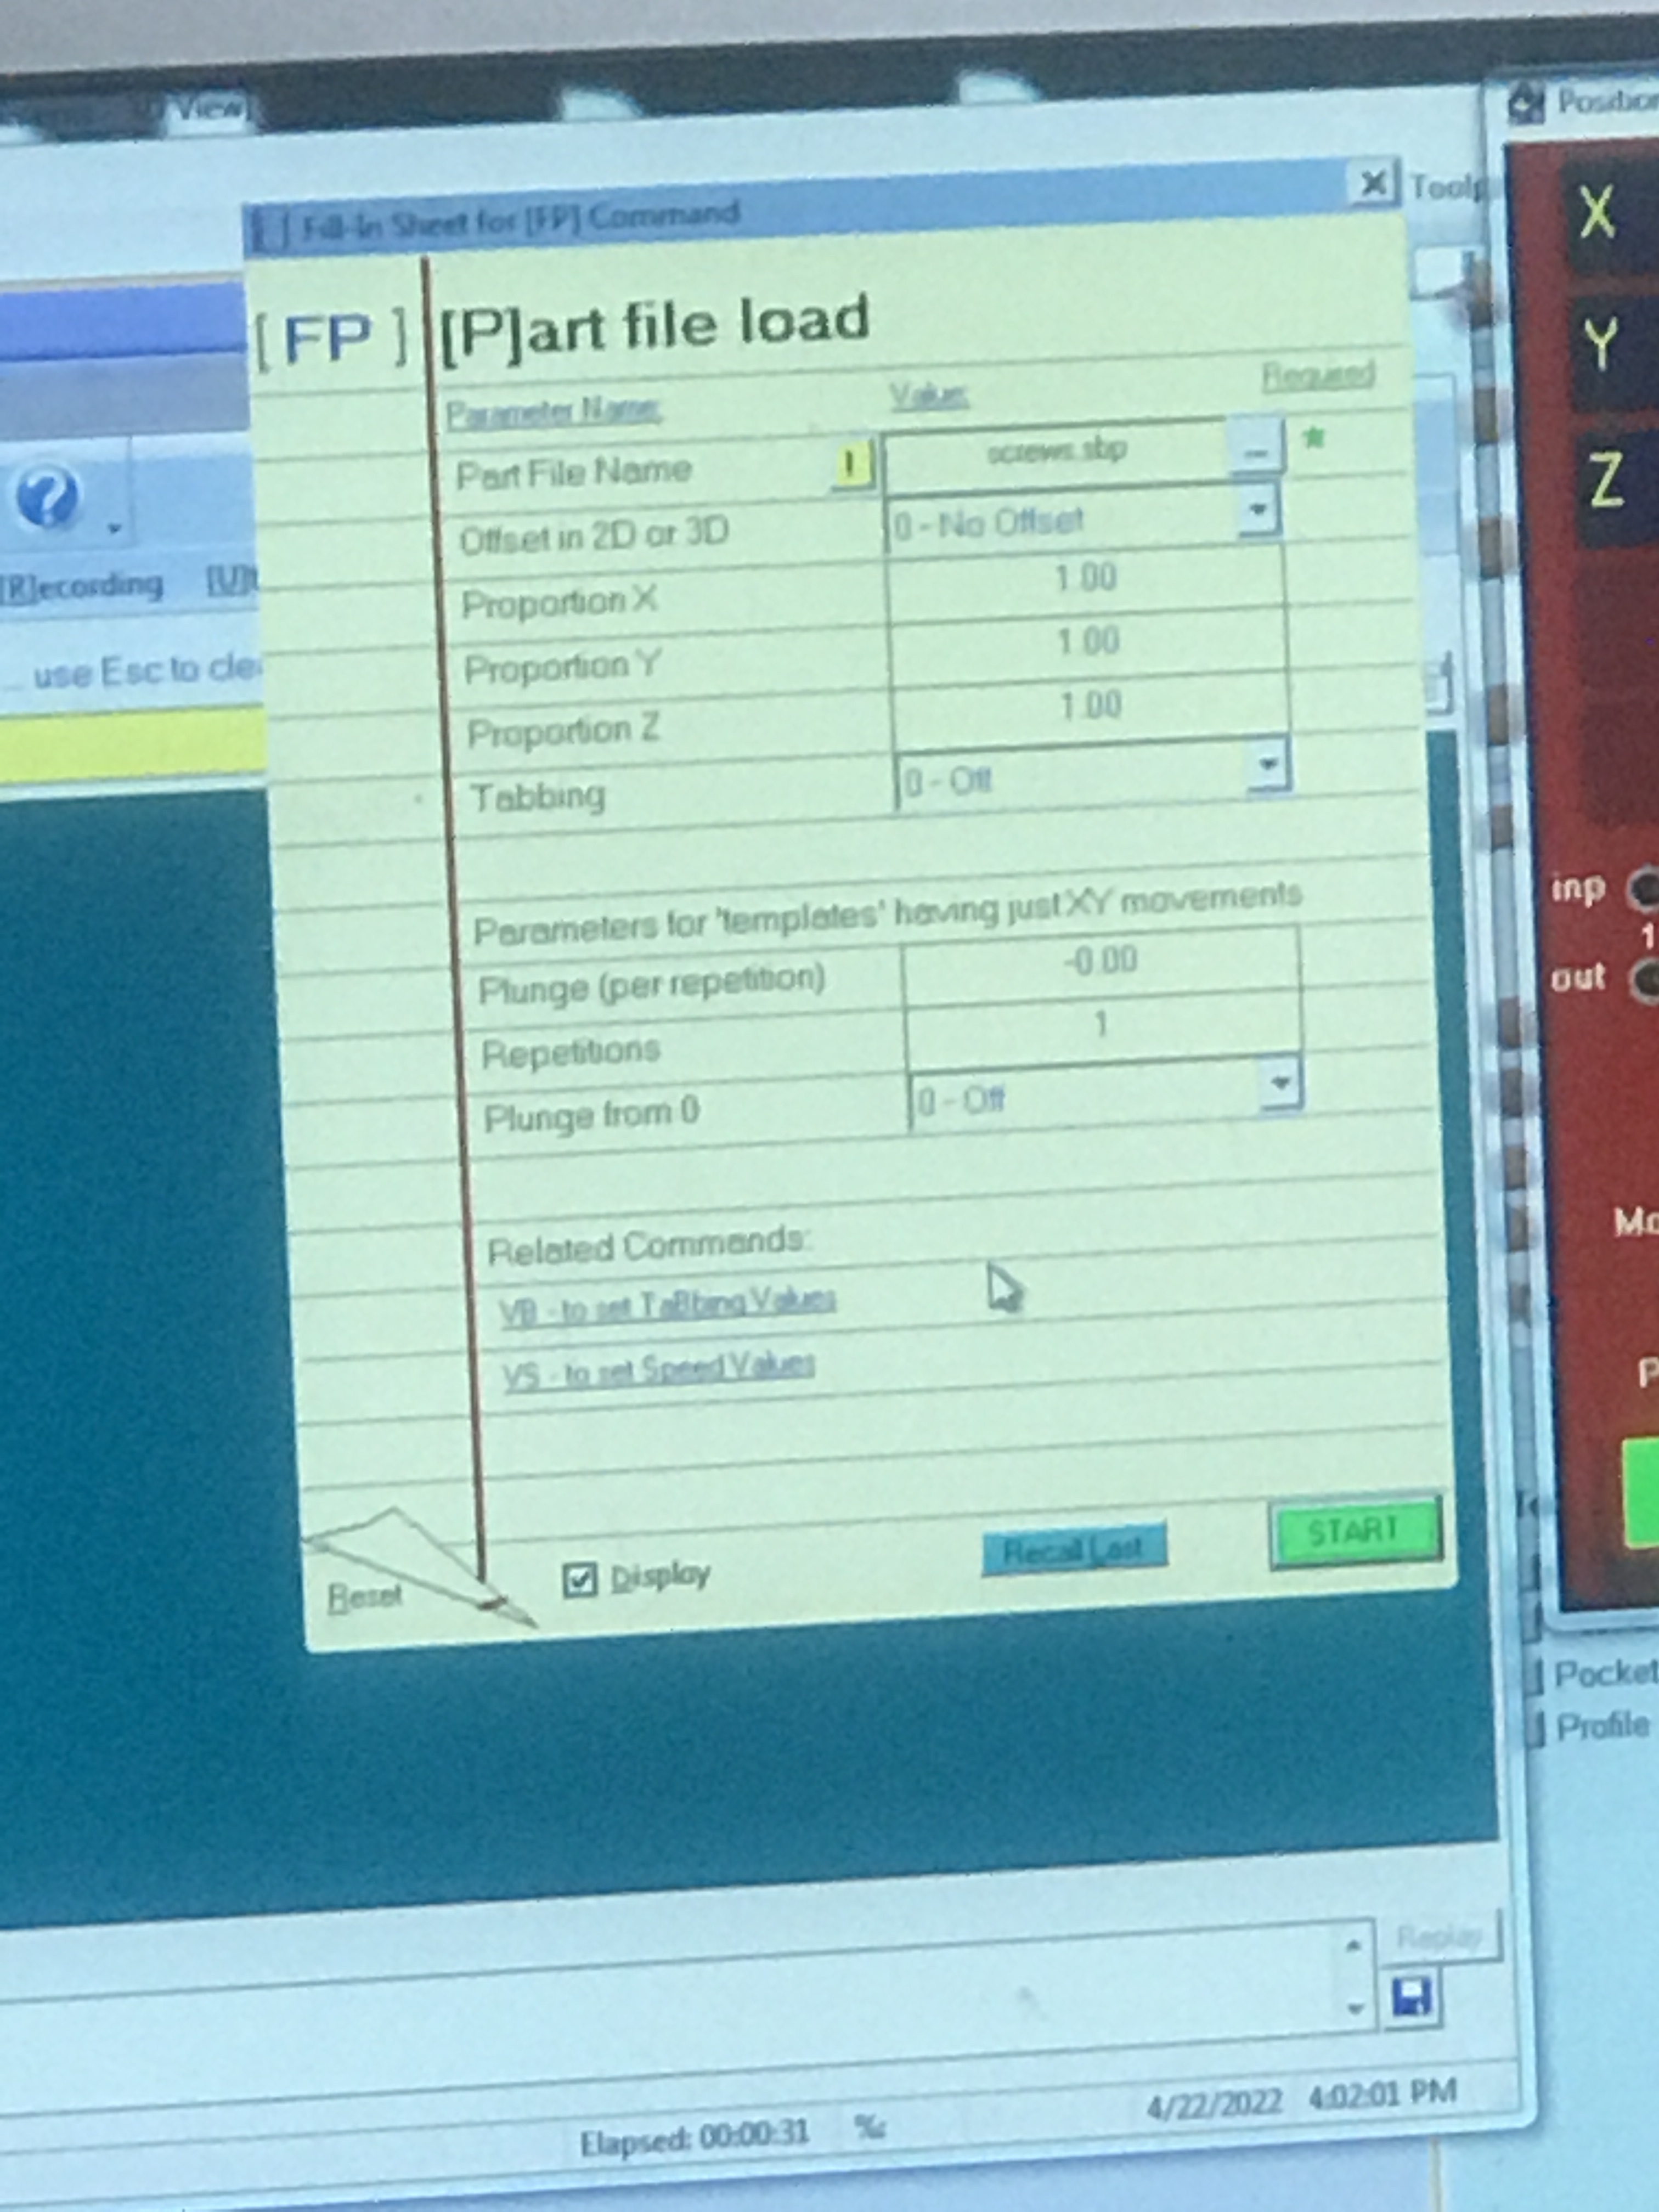 View
Position
Fill-In Sheet for [FP] Command
Toolp
X
Y
Z
[ FP ] [P]art file load
Parameter Name: Value: Required
Part File Name ! screws.sbp ... *
Offset in 2D or 3D 0 - No Offset
Proportion X 1.00
Proportion Y 1.00
Proportion Z 1.00
Tabbing 0 - Off
[R]ecording [U]t
use Esc to cle
Parameters for 'templates' having just XY movements
Plunge (per repetition) -0.00
Repetitions 1
Plunge from 0 0 - Off
inp
1
out
Mo
P
Related Commands:
VB - to set TaBbing Values
VS - to set Speed Values
Reset Display Recall Last START
Pocket
Profile
Replay
Elapsed: 00:00:31 % 4/22/2022 4:02:01 PM